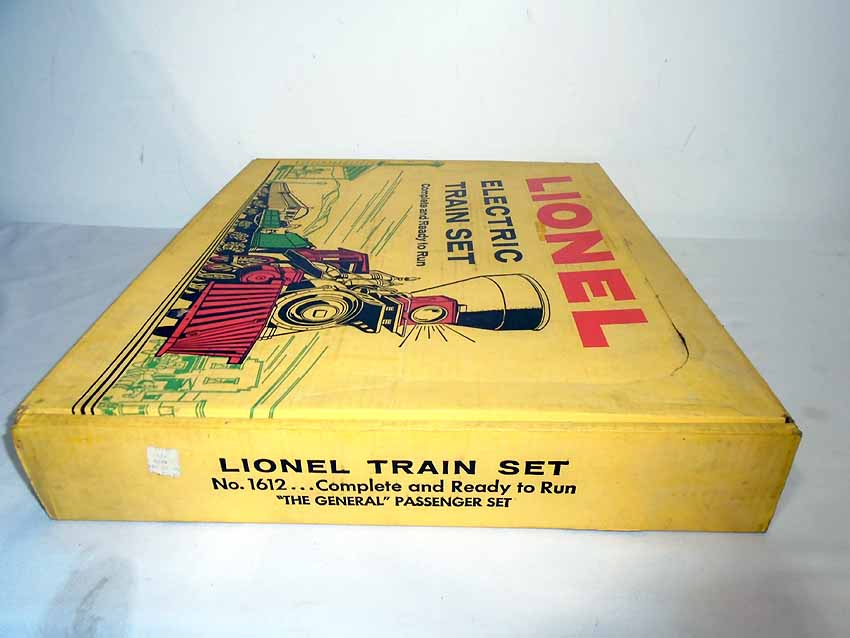 LIONEL
ELECTRIC
TRAIN SET
Complete and Ready to Run
LIONEL TRAIN SET
No. 1612...Complete and Ready to Run
"THE GENERAL" PASSENGER SET